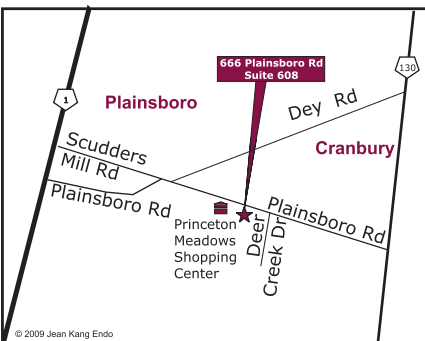 666 Plainsboro Rd
Suite 608
130
1
Plainsboro
Dey Rd
Cranbury
Scudders
Mill Rd
Plainsboro Rd
Plainsboro Rd
Princeton
Meadows
Shopping
Center
Deer
Creek Dr
© 2009 Jean Kang Endo